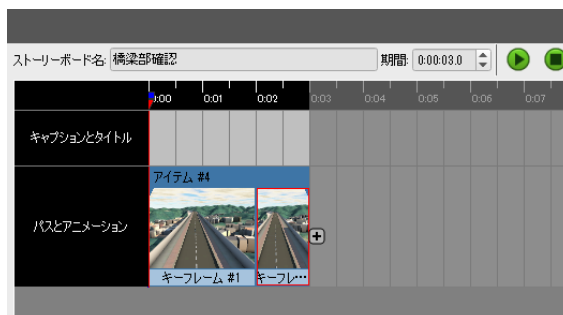 ストーリーボード名: 橋梁部確認 期間: 0:00:03.0
0:00 0:01 0:02 0:03 0:04 0:05 0:06 0:07
キャプションとタイトル
アイテム #4
パスとアニメーション
キーフレーム #1 キーフレ…